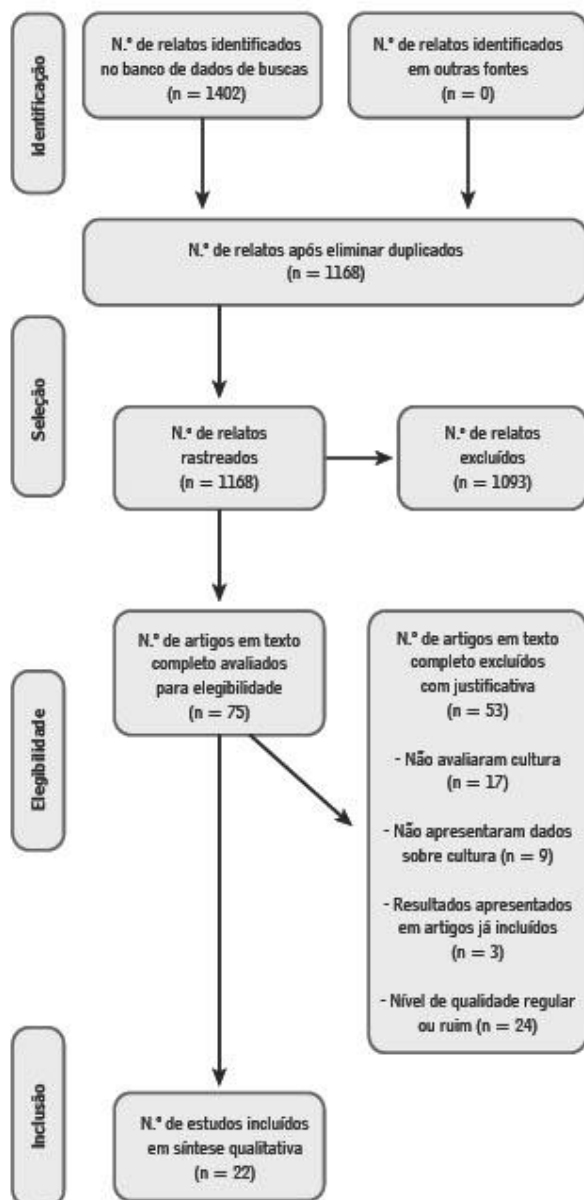 Identificação
N.º de relatos identificados
no banco de dados de buscas
(n = 1402)
N.º de relatos identificados
em outras fontes
(n = 0)
N.º de relatos após eliminar duplicados
(n = 1168)
Seleção
N.º de relatos
rastreados
(n = 1168)
N.º de relatos
excluídos
(n = 1093)
Elegibilidade
N.º de artigos em texto
completo avaliados
para elegibilidade
(n = 75)
N.º de artigos em texto
completo excluídos
com justificativa
(n = 53)
- Não avaliaram cultura
(n = 17)
- Não apresentaram dados
sobre cultura (n = 9)
- Resultados apresentados
em artigos já incluídos
(n = 3)
- Nível de qualidade regular
ou ruim (n = 24)
Inclusão
N.º de estudos incluídos
em síntese qualitativa
(n = 22)